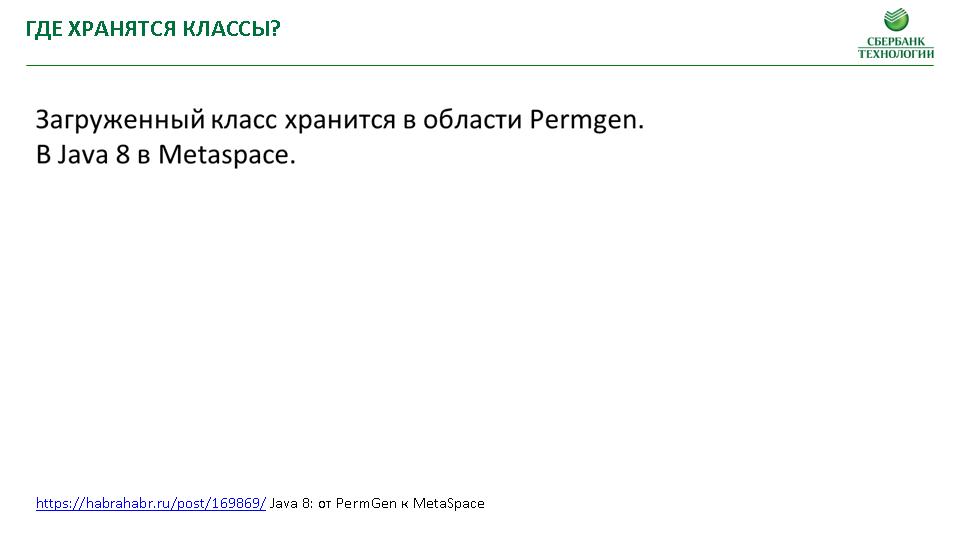 ГДЕ ХРАНЯТСЯ КЛАССЫ?
СБЕРБАНК
ТЕХНОЛОГИИ
Загруженный класс хранится в области Permgen.
В Java 8 в Metaspace.
https://habrahabr.ru/post/169869/ Java 8: от PermGen к MetaSpace